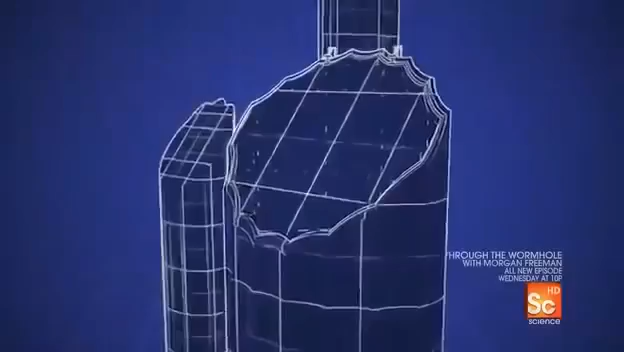 THROUGH THE WORMHOLE
WITH MORGAN FREEMAN
ALL NEW EPISODE
WEDNESDAY AT 10P
HD
Sc
science